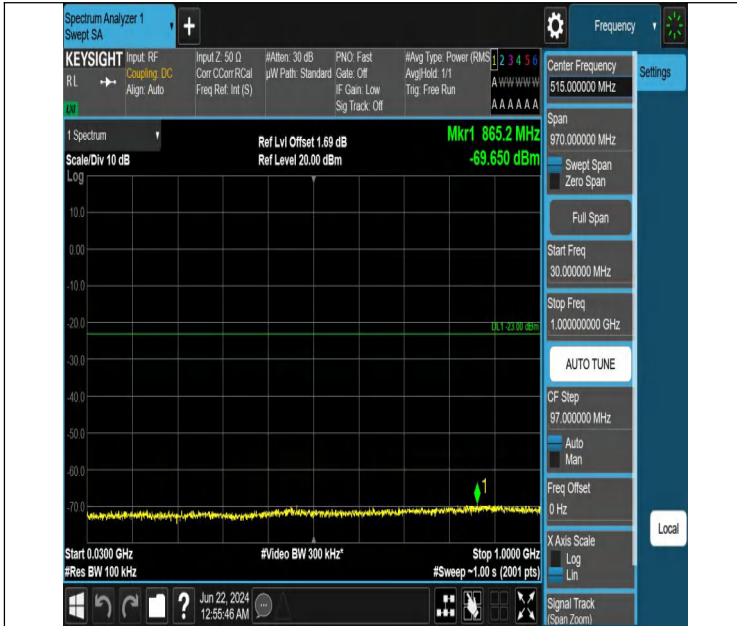 Spectrum Analyzer 1
Swept SA
+
Frequency
KEYSIGHT
RL
Input: RF
Coupling: DC
Align: Auto
Input Z: 50 Ω
Corr CCorr RCal
Freq Ref: Int (S)
#Atten: 30 dB
µW Path: Standard
PNO: Fast
Gate: Off
IF Gain: Low
Sig Track: Off
#Avg Type: Power (RMS
Avg|Hold: 1/1
Trig: Free Run
1 2 3 4 5 6
A W W W W W
A A A A A A
1 Spectrum
Scale/Div 10 dB
Ref Lvl Offset 1.69 dB
Ref Level 20.00 dBm
Mkr1 865.2 MHz
-69.650 dBm
Log
10.0
0.00
-10.0
-20.0
DL1 -23.00 dBm
-30.0
-40.0
-50.0
-60.0
1
-70.0
Start 0.0300 GHz
#Video BW 300 kHz*
Stop 1.0000 GHz
#Res BW 100 kHz
#Sweep ~1.00 s (2001 pts)
?
Jun 22, 2024
12:55:46 AM
Center Frequency
515.000000 MHz
Settings
Span
970.000000 MHz
Swept Span
Zero Span
Full Span
Start Freq
30.000000 MHz
Stop Freq
1.000000000 GHz
AUTO TUNE
CF Step
97.000000 MHz
Auto
Man
Freq Offset
0 Hz
Local
X Axis Scale
Log
Lin
Signal Track
(Span Zoom)